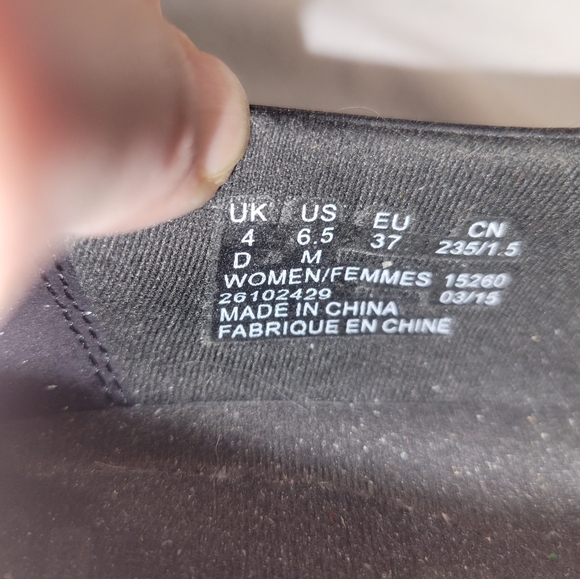 UK US EU CN
4 6.5 37 235/1.5
D M
WOMEN/FEMMES 15260
26102429 03/15
MADE IN CHINA
FABRIQUE EN CHINE